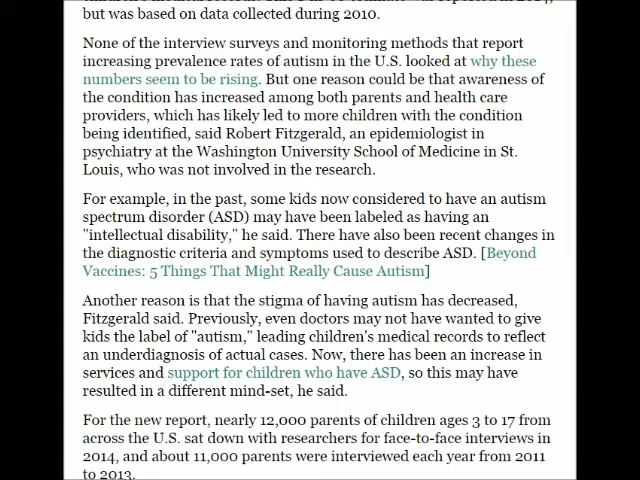 but was based on data collected during 2010.
None of the interview surveys and monitoring methods that report
increasing prevalence rates of autism in the U.S. looked at why these
numbers seem to be rising. But one reason could be that awareness of
the condition has increased among both parents and health care
providers, which has likely led to more children with the condition
being identified, said Robert Fitzgerald, an epidemiologist in
psychiatry at the Washington University School of Medicine in St.
Louis, who was not involved in the research.
For example, in the past, some kids now considered to have an autism
spectrum disorder (ASD) may have been labeled as having an
"intellectual disability," he said. There have also been recent changes in
the diagnostic criteria and symptoms used to describe ASD. [Beyond
Vaccines: 5 Things That Might Really Cause Autism]
Another reason is that the stigma of having autism has decreased,
Fitzgerald said. Previously, even doctors may not have wanted to give
kids the label of "autism," leading children's medical records to reflect
an underdiagnosis of actual cases. Now, there has been an increase in
services and support for children who have ASD, so this may have
resulted in a different mind-set, he said.
For the new report, nearly 12,000 parents of children ages 3 to 17 from
across the U.S. sat down with researchers for face-to-face interviews in
2014, and about 11,000 parents were interviewed each year from 2011
to 2013.